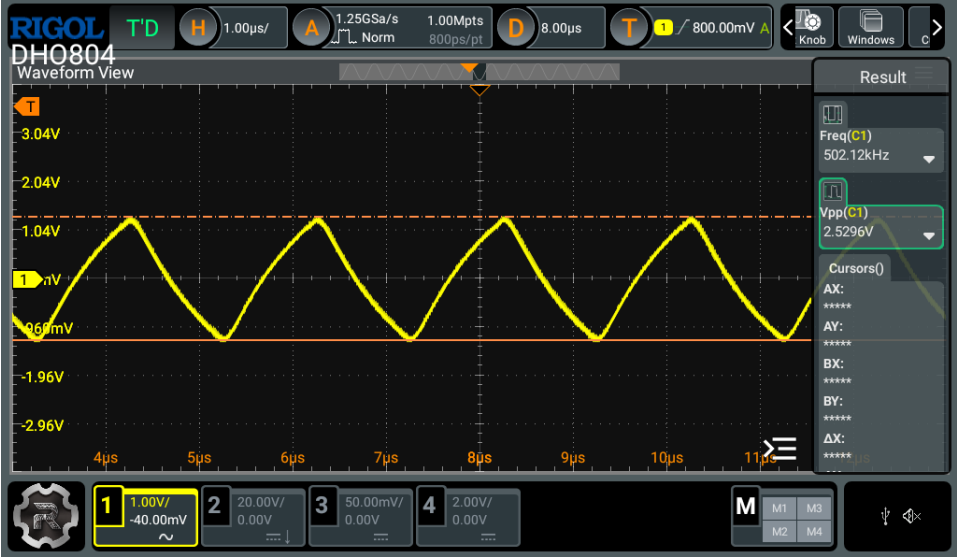 RIGOL T'D H 1.00μs/ A 1.25GSa/s 1.00Mpts D 8.00μs T 1 800.00mV A Knob Windows C
Norm 800ps/pt
DHO804
Waveform View
Result
T
3.04V
2.04V
1.04V
1 nV
-960mV
-1.96V
-2.96V
4μs 5μs 6μs 7μs 8μs 9μs 10μs 11μs
Freq(C1)
502.12kHz
Vpp(C1)
2.5296V
Cursors()
AX:
*****
AY:
*****
BX:
*****
BY:
*****
ΔX:
*****
1 1.00V/ 2 20.00V/ 3 50.00mV/ 4 2.00V/ M M1 M3
-40.00mV 0.00V 0.00V 0.00V M2 M4
R